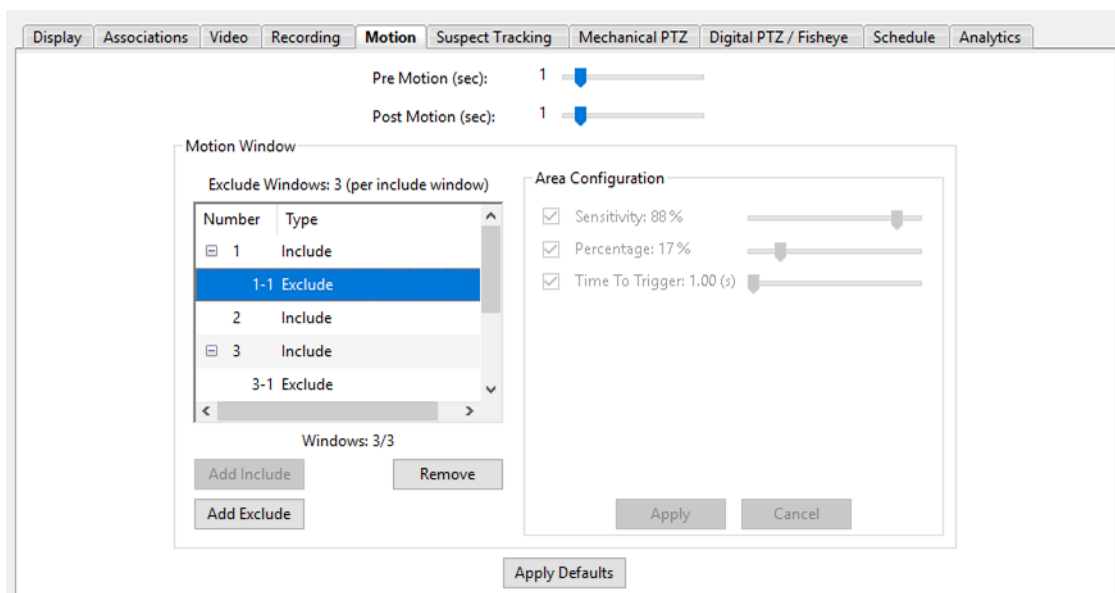 Display Associations Video Recording Motion Suspect Tracking Mechanical PTZ Digital PTZ / Fisheye Schedule Analytics
Pre Motion (sec): 1
Post Motion (sec): 1
Motion Window
Exclude Windows: 3 (per include window)
Number Type
1 Include
1-1 Exclude
2 Include
3 Include
3-1 Exclude
Windows: 3/3
Add Include Remove
Add Exclude
Area Configuration
Sensitivity: 88%
Percentage: 17%
Time To Trigger: 1.00 (s)
Apply Cancel
Apply Defaults